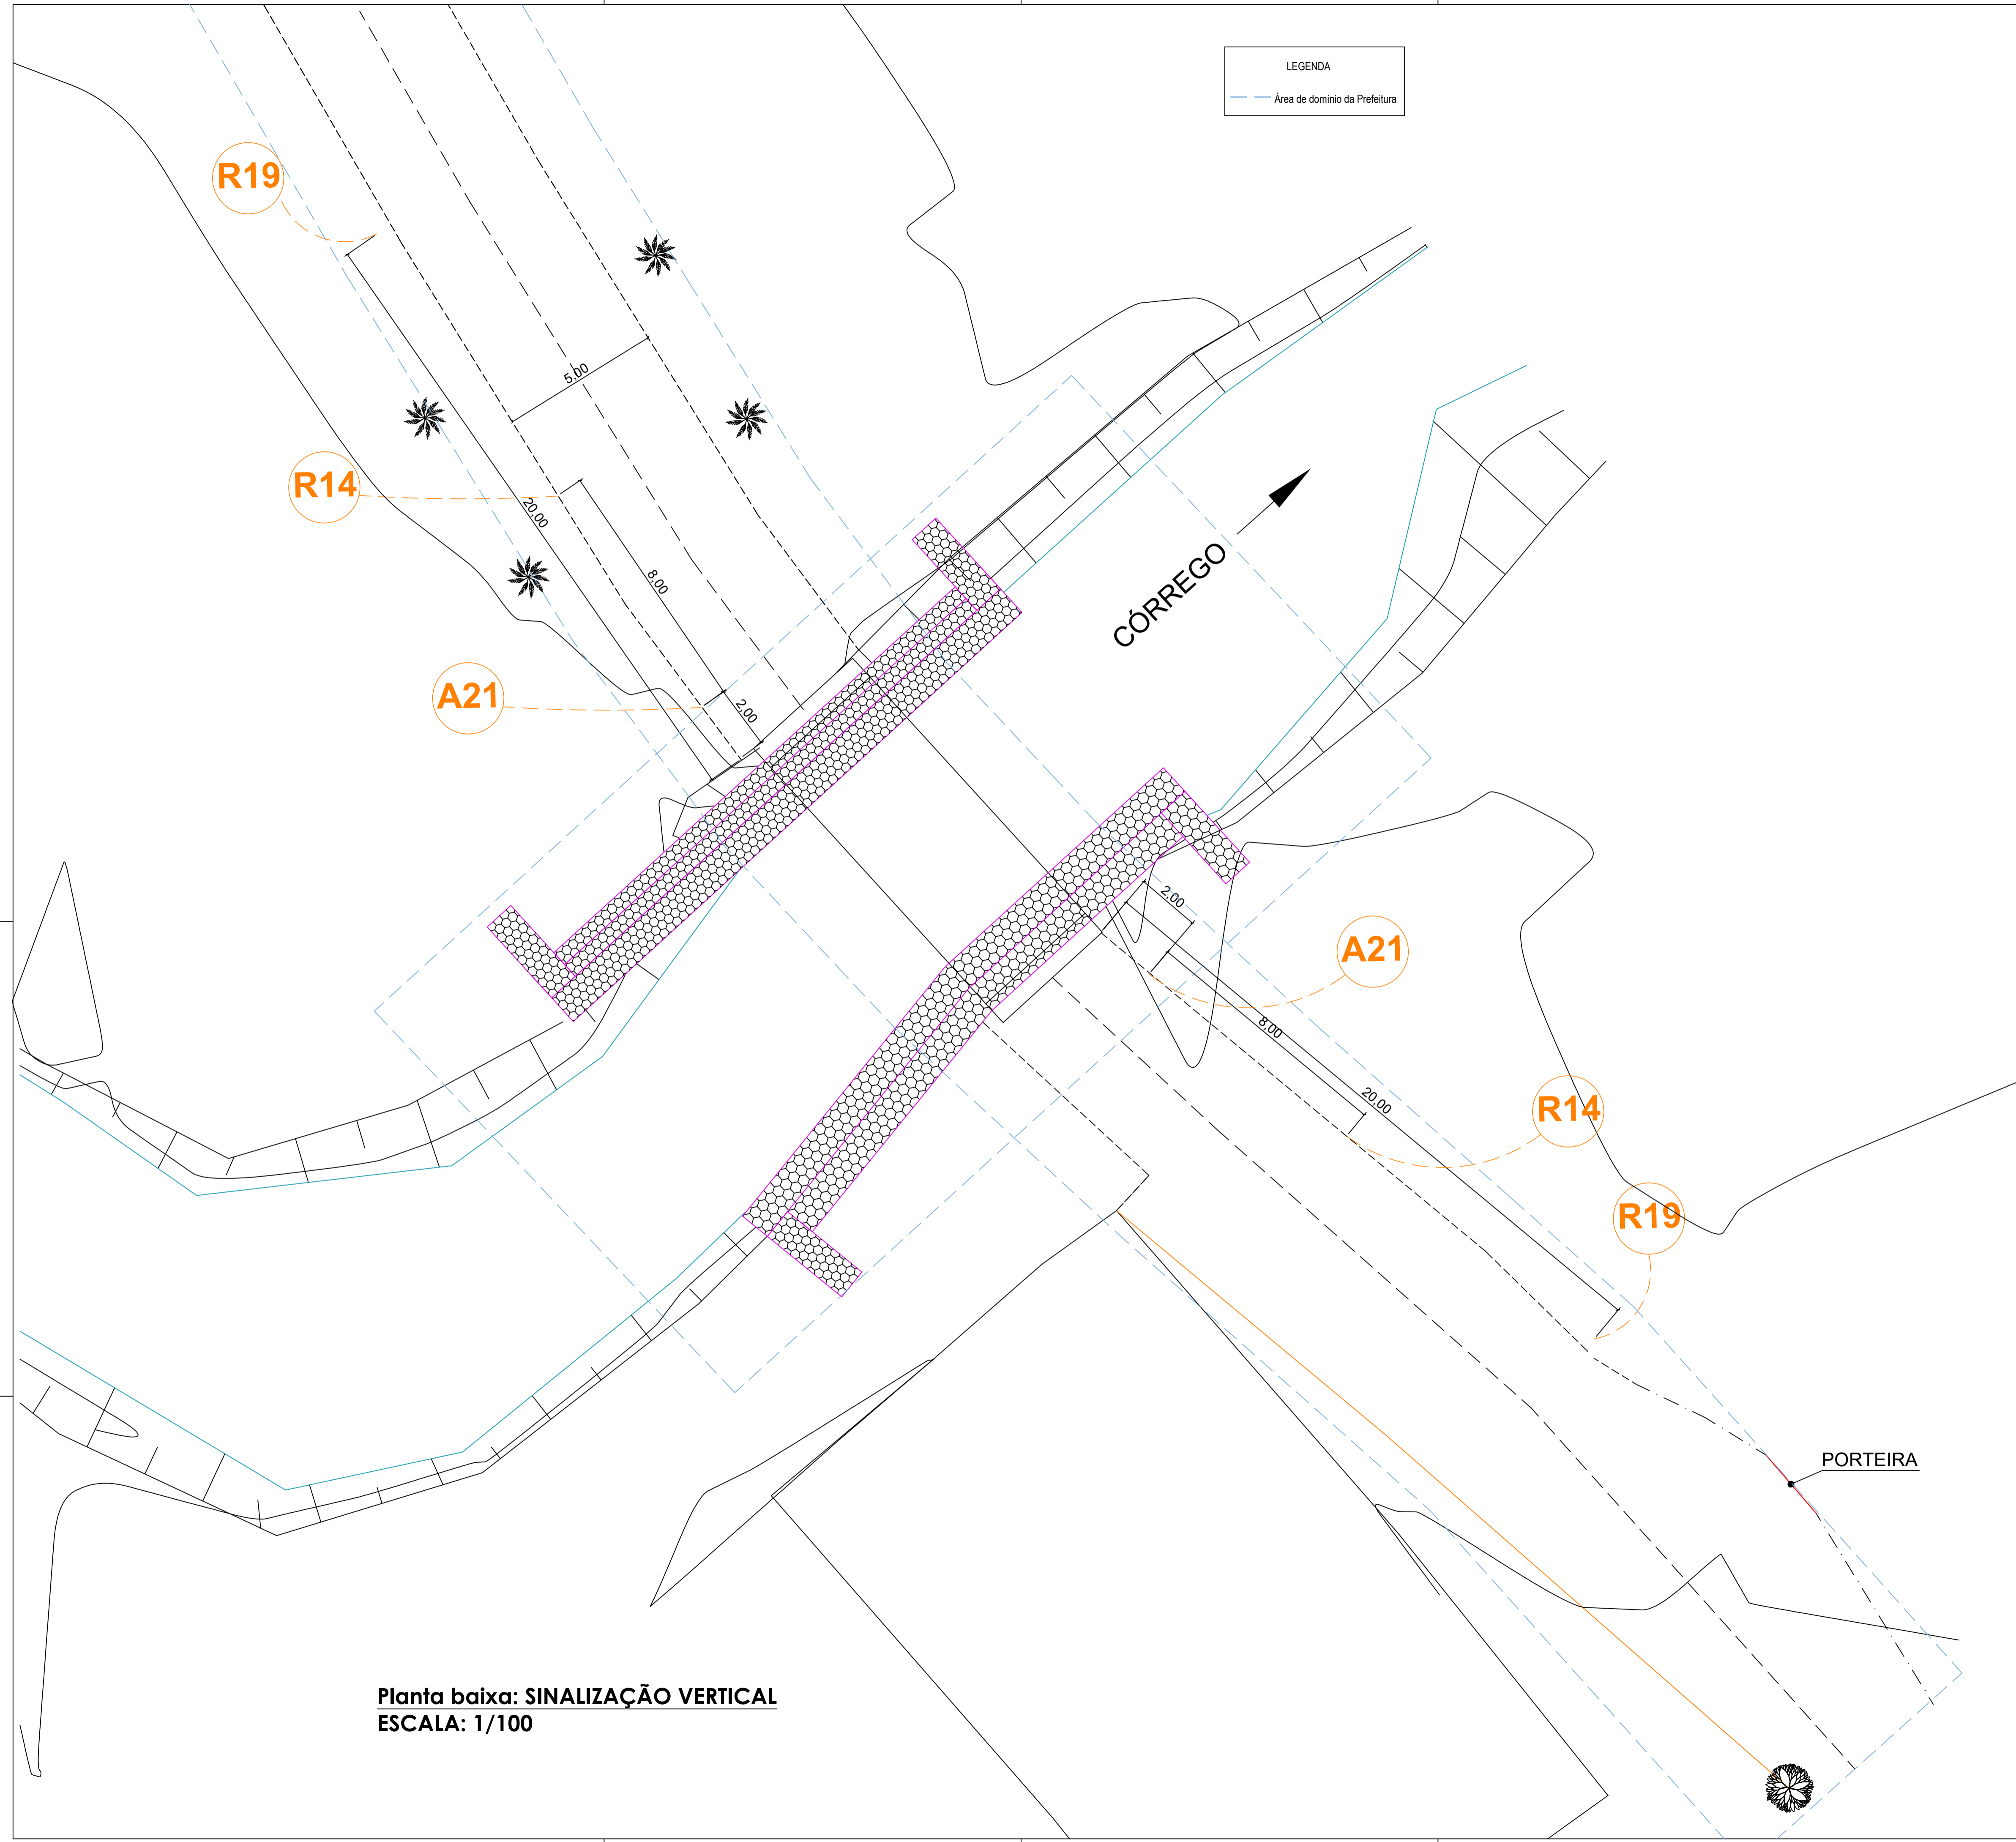 LEGENDA
Área de domínio da Prefeitura
R19
5,00
R14
20,00
8,00
A21
2,00
CÓRREGO
2,00
A21
8,00
20,00
R14
R19
PORTEIRA
Planta baixa: SINALIZAÇÃO VERTICAL
ESCALA: 1/100